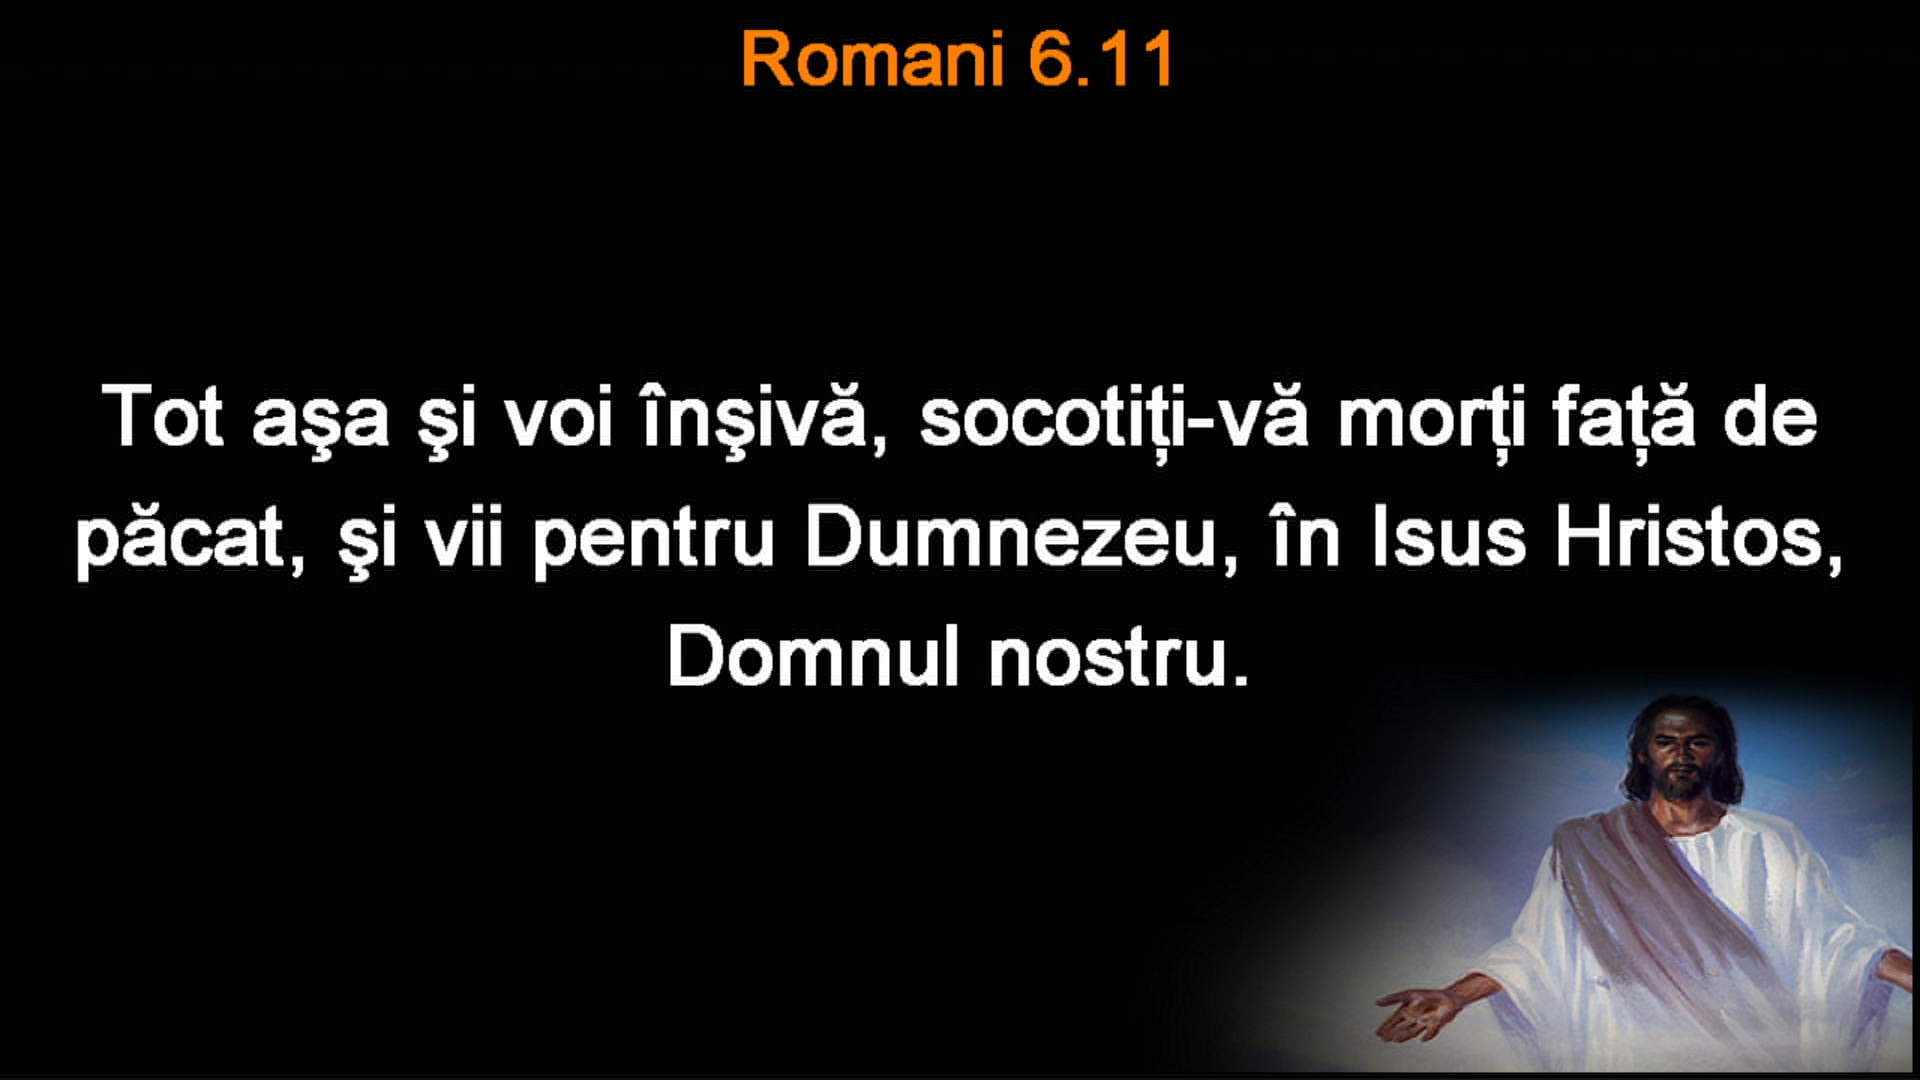 Romani 6.11
Tot aşa şi voi înşivă, socotiţi-vă morţi faţă de
păcat, şi vii pentru Dumnezeu, în Isus Hristos,
Domnul nostru.